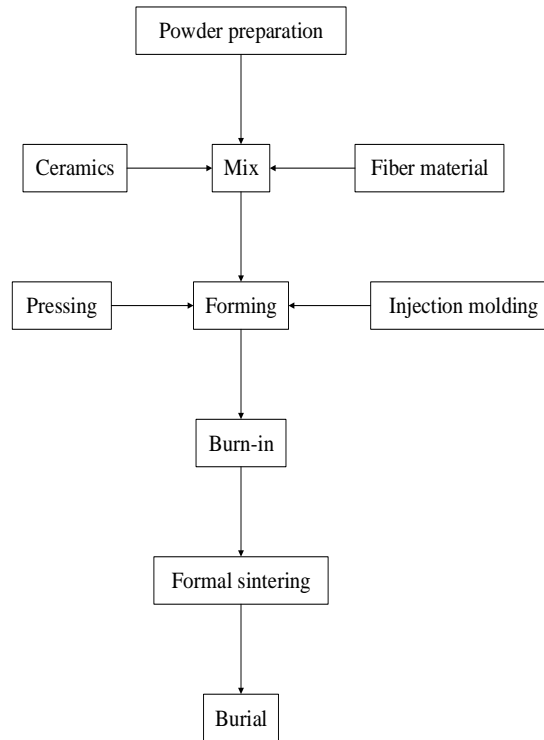 Powder preparation
Ceramics
Mix
Fiber material
Pressing
Forming
Injection molding
Burn-in
Formal sintering
Burial